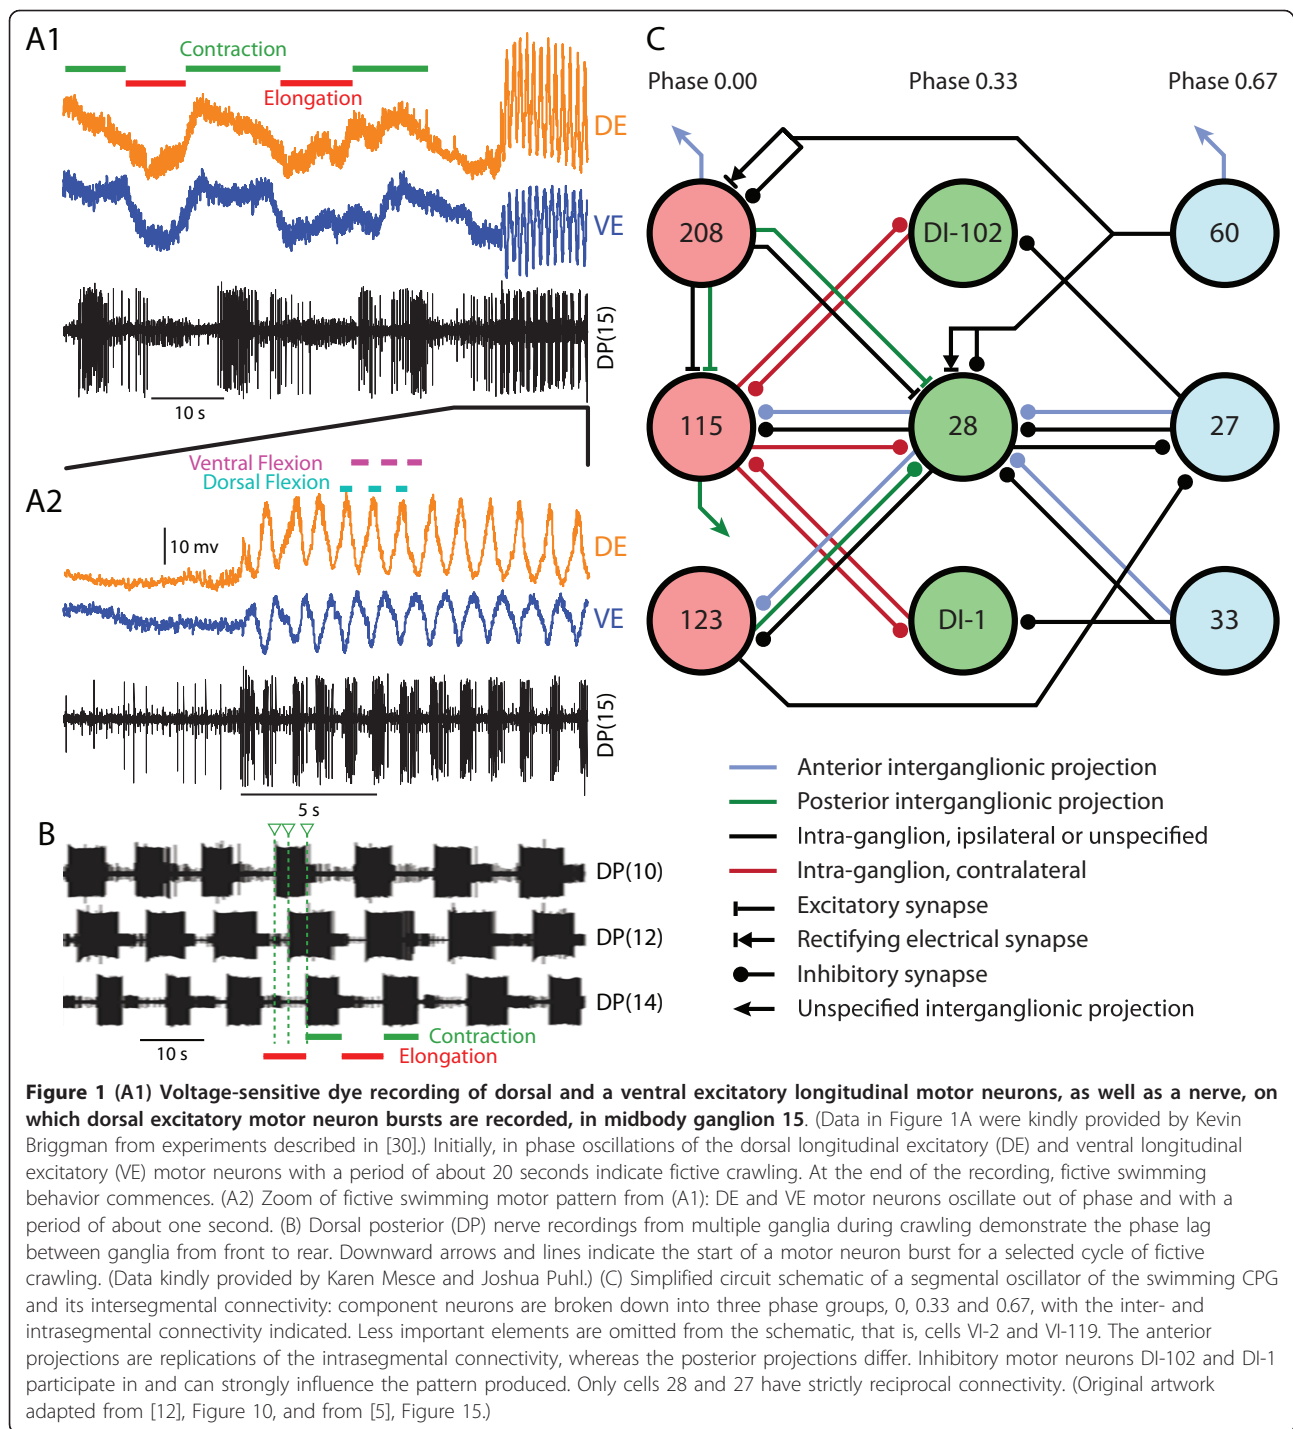 A1
Contraction
Elongation
DE
VE
DP(15)
10 s
Ventral Flexion
Dorsal Flexion
A2
10 mv
DE
VE
DP(15)
5 s
B
DP(10)
DP(12)
DP(14)
10 s
Contraction
Elongation
C
Phase 0.00 Phase 0.33 Phase 0.67
208 DI-102 60
115 28 27
123 DI-1 33
Anterior interganglionic projection
Posterior interganglionic projection
Intra-ganglion, ipsilateral or unspecified
Intra-ganglion, contralateral
Excitatory synapse
Rectifying electrical synapse
Inhibitory synapse
Unspecified interganglionic projection
Figure 1 (A1) Voltage-sensitive dye recording of dorsal and a ventral excitatory longitudinal motor neurons, as well as a nerve, on
which dorsal excitatory motor neuron bursts are recorded, in midbody ganglion 15. (Data in Figure 1A were kindly provided by Kevin
Briggman from experiments described in [30].) Initially, in phase oscillations of the dorsal longitudinal excitatory (DE) and ventral longitudinal
excitatory (VE) motor neurons with a period of about 20 seconds indicate fictive crawling. At the end of the recording, fictive swimming
behavior commences. (A2) Zoom of fictive swimming motor pattern from (A1): DE and VE motor neurons oscillate out of phase and with a
period of about one second. (B) Dorsal posterior (DP) nerve recordings from multiple ganglia during crawling demonstrate the phase lag
between ganglia from front to rear. Downward arrows and lines indicate the start of a motor neuron burst for a selected cycle of fictive
crawling. (Data kindly provided by Karen Mesce and Joshua Puhl.) (C) Simplified circuit schematic of a segmental oscillator of the swimming CPG
and its intersegmental connectivity: component neurons are broken down into three phase groups, 0, 0.33 and 0.67, with the inter- and
intrasegmental connectivity indicated. Less important elements are omitted from the schematic, that is, cells VI-2 and VI-119. The anterior
projections are replications of the intrasegmental connectivity, whereas the posterior projections differ. Inhibitory motor neurons DI-102 and DI-1
participate in and can strongly influence the pattern produced. Only cells 28 and 27 have strictly reciprocal connectivity. (Original artwork
adapted from [12], Figure 10, and from [5], Figure 15.)